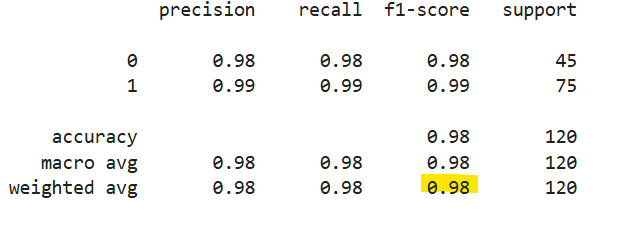 precision recall f1-score support
0 0.98 0.98 0.98 45
1 0.99 0.99 0.99 75
accuracy 0.98 120
macro avg 0.98 0.98 0.98 120
weighted avg 0.98 0.98 0.98 120